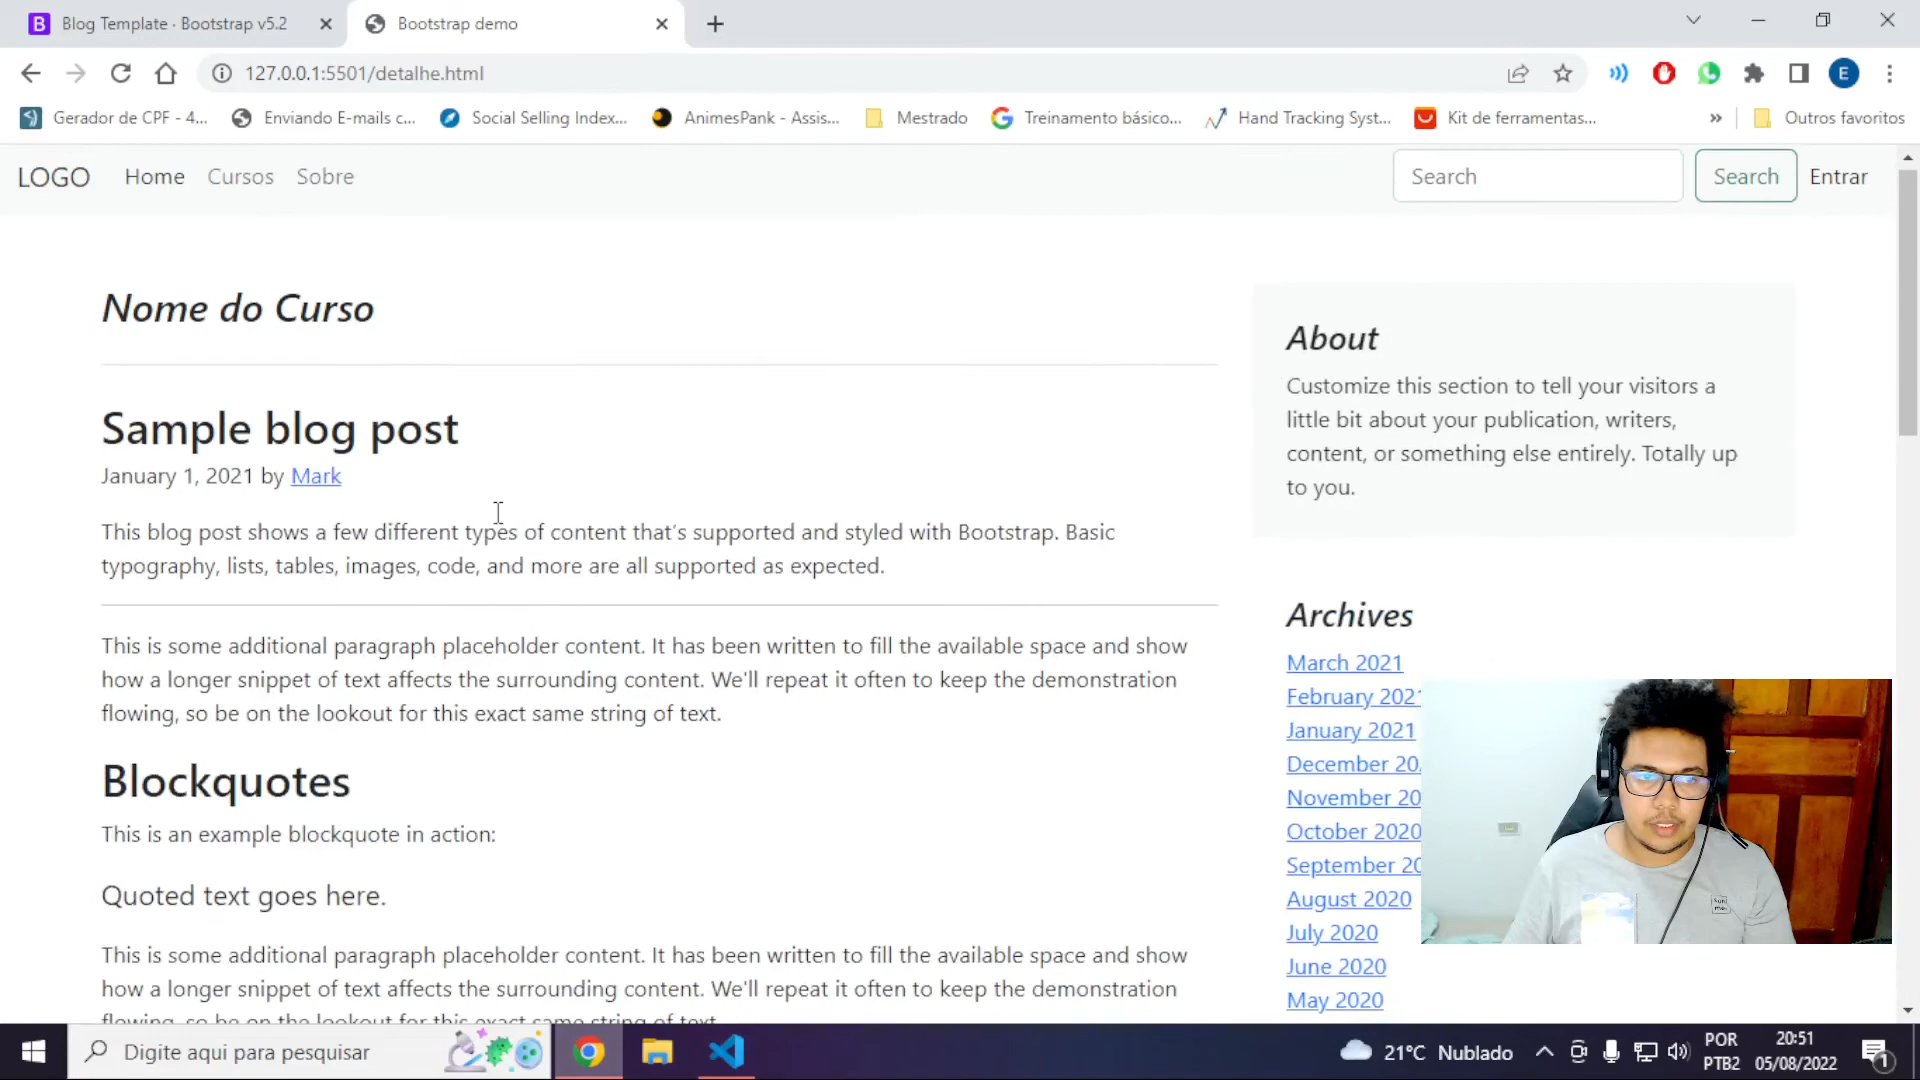 Blog Template · Bootstrap v5.2
Bootstrap demo
127.0.0.1:5501/detalhe.html
E
Gerador de CPF - 4...
Enviando E-mails c...
Social Selling Index...
AnimesPank - Assis...
Mestrado
Treinamento básico...
Hand Tracking Syst...
Kit de ferramentas...
»
Outros favoritos
LOGO
Home
Cursos
Sobre
Search
Search
Entrar
Nome do Curso
Sample blog post
January 1, 2021 by Mark
This blog post shows a few different types of content that's supported and styled with Bootstrap. Basic
typography, lists, tables, images, code, and more are all supported as expected.
This is some additional paragraph placeholder content. It has been written to fill the available space and show
how a longer snippet of text affects the surrounding content. We'll repeat it often to keep the demonstration
flowing, so be on the lookout for this exact same string of text.
Blockquotes
This is an example blockquote in action:
Quoted text goes here.
This is some additional paragraph placeholder content. It has been written to fill the available space and show
how a longer snippet of text affects the surrounding content. We'll repeat it often to keep the demonstration
flowing, so be on the lookout for this exact same string of text.
About
Customize this section to tell your visitors a
little bit about your publication, writers,
content, or something else entirely. Totally up
to you.
Archives
March 2021
February 2021
January 2021
December 20
November 20
October 2020
September 20
August 2020
July 2020
June 2020
May 2020
Digite aqui para pesquisar
21°C Nublado
POR
PTB2
20:51
05/08/2022
1